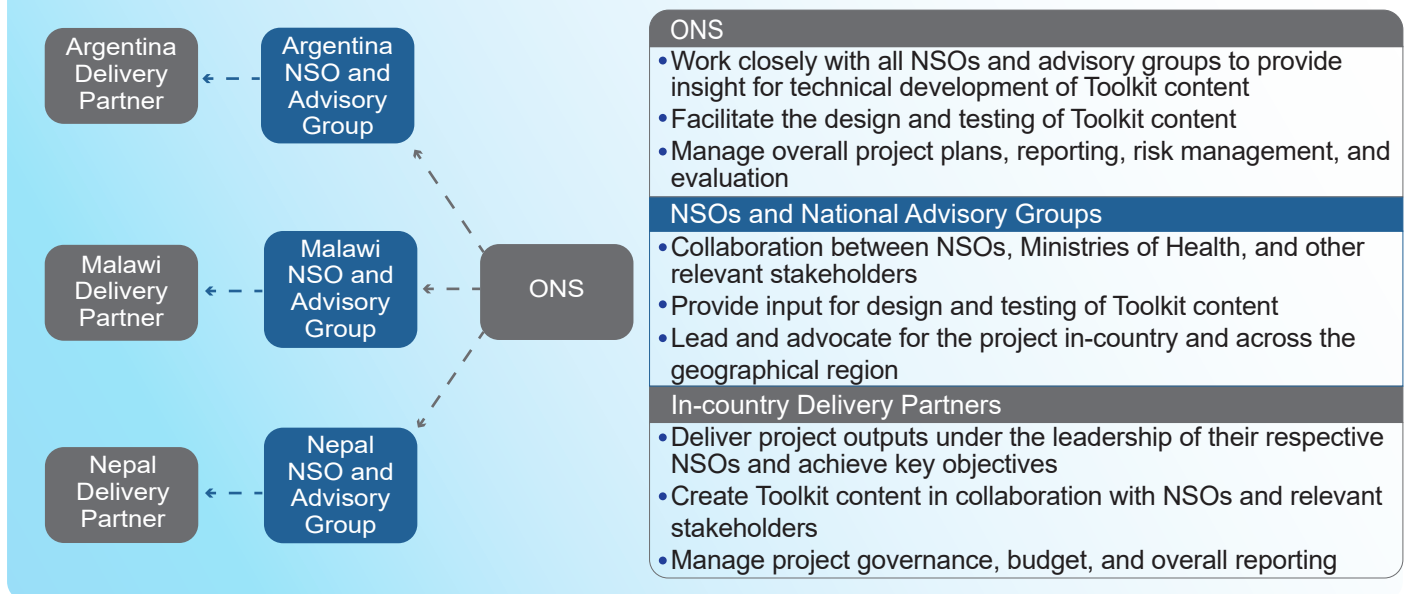 Argentina
Delivery
Partner
Argentina
NSO and
Advisory
Group
Malawi
Delivery
Partner
Malawi
NSO and
Advisory
Group
ONS
Nepal
Delivery
Partner
Nepal
NSO and
Advisory
Group
ONS
•Work closely with all NSOs and advisory groups to provide
insight for technical development of Toolkit content
•Facilitate the design and testing of Toolkit content
•Manage overall project plans, reporting, risk management, and
evaluation
NSOs and National Advisory Groups
•Collaboration between NSOs, Ministries of Health, and other
relevant stakeholders
•Provide input for design and testing of Toolkit content
•Lead and advocate for the project in-country and across the
geographical region
In-country Delivery Partners
•Deliver project outputs under the leadership of their respective
NSOs and achieve key objectives
•Create Toolkit content in collaboration with NSOs and relevant
stakeholders
•Manage project governance, budget, and overall reporting